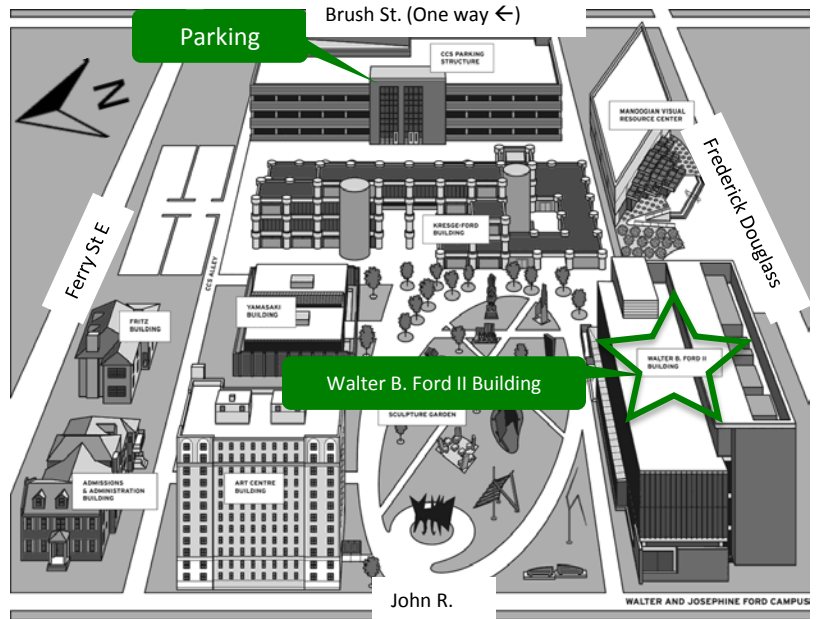 Brush St. (One way ←)
Parking
CCS PARKING
STRUCTURE
N
MANOOGIAN VISUAL
RESOURCE CENTER
Frederick Douglass
Ferry St E
KRESGE-FORD
BUILDING
CCS ALLEY
YAMASAKI
BUILDING
FRITZ
BUILDING
WALTER B. FORD II
BUILDING
Walter B. Ford II Building
SCULPTURE GARDEN
ADMISSIONS
& ADMINISTRATION
BUILDING
ART CENTRE
BUILDING
John R.
WALTER AND JOSEPHINE FORD CAMPUS